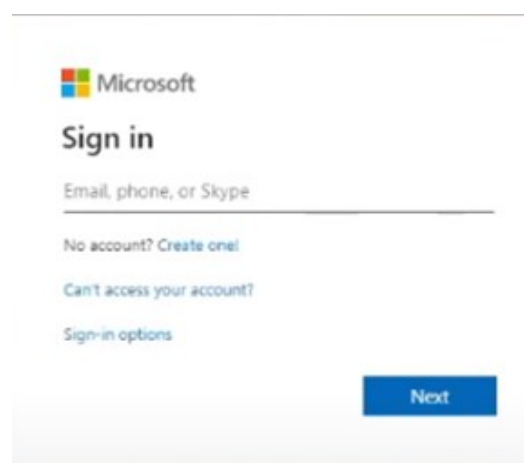 Microsoft
Sign in
Email, phone, or Skype
No account? Create one!
Can't access your account?
Sign-in options
Next